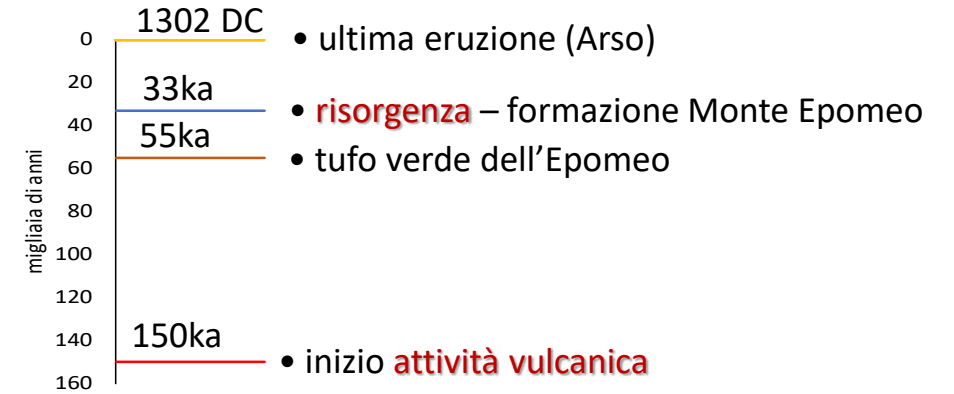 1302 DC
0
• ultima eruzione (Arso)
20
33ka
• risorgenza – formazione Monte Epomeo
40
55ka
60
• tufo verde dell’Epomeo
80
migliaia di anni
100
120
140
150ka
• inizio attività vulcanica
160